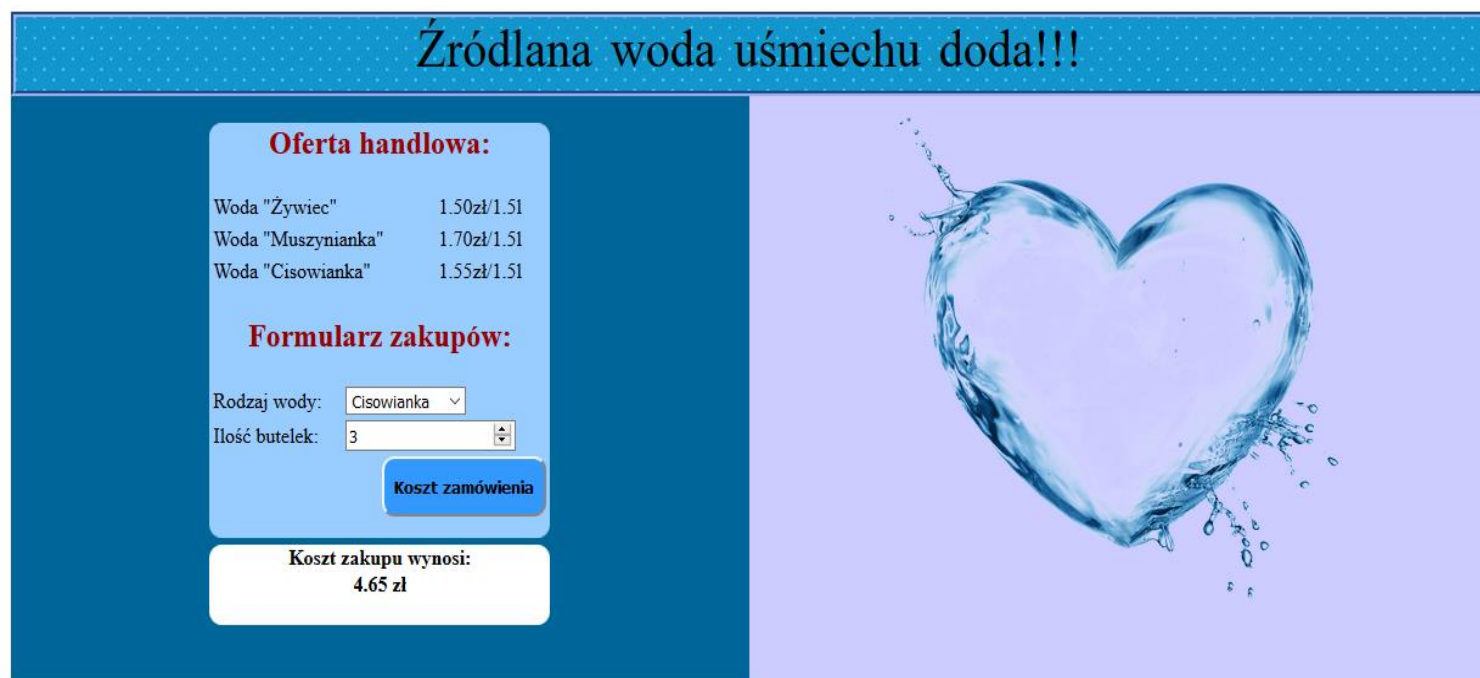 Źródlana woda uśmiechu doda!!!
Oferta handlowa:
Woda "Żywiec" 1.50zł/1.5l
Woda "Muszynianka" 1.70zł/1.5l
Woda "Cisowianka" 1.55zł/1.5l
Formularz zakupów:
Rodzaj wody: Cisowianka
Ilość butelek: 3
Koszt zamówienia
Koszt zakupu wynosi:
4.65 zł